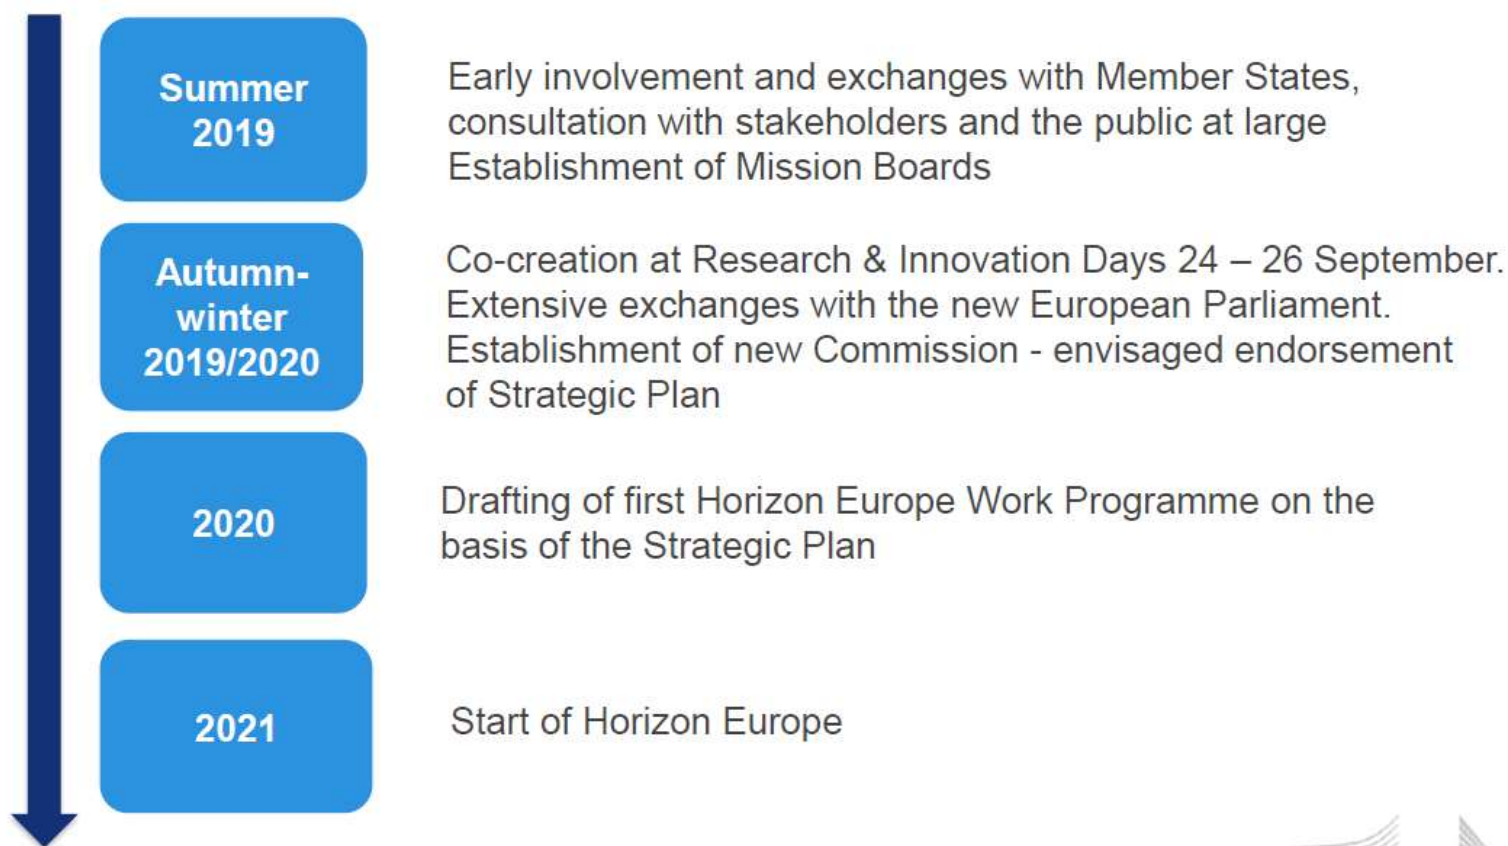 Summer
2019
Early involvement and exchanges with Member States,
consultation with stakeholders and the public at large
Establishment of Mission Boards
Autumn-
winter
2019/2020
Co-creation at Research & Innovation Days 24 – 26 September.
Extensive exchanges with the new European Parliament.
Establishment of new Commission - envisaged endorsement
of Strategic Plan
2020
Drafting of first Horizon Europe Work Programme on the
basis of the Strategic Plan
2021
Start of Horizon Europe